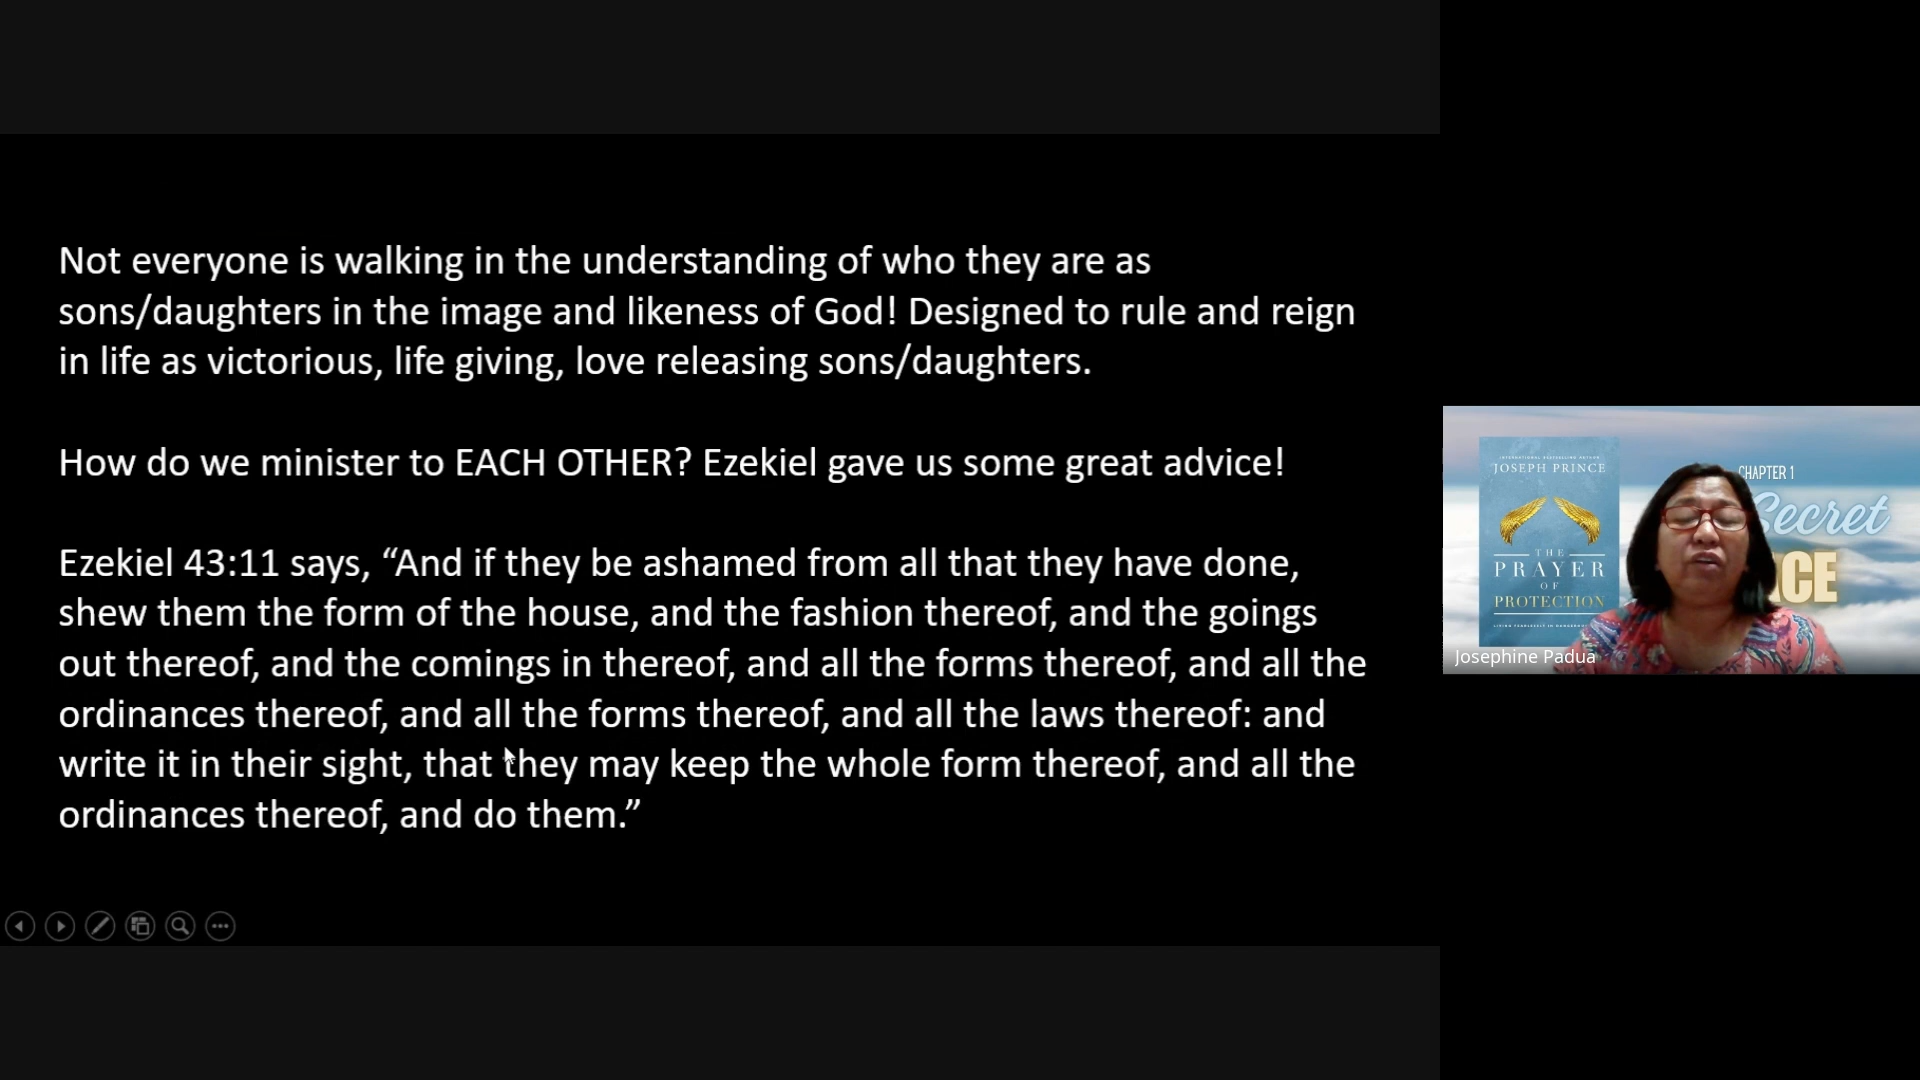 Not everyone is walking in the understanding of who they are as
sons/daughters in the image and likeness of God! Designed to rule and reign
in life as victorious, life giving, love releasing sons/daughters.
How do we minister to EACH OTHER? Ezekiel gave us some great advice!
Ezekiel 43:11 says, “And if they be ashamed from all that they have done,
shew them the form of the house, and the fashion thereof, and the goings
out thereof, and the comings in thereof, and all the forms thereof, and all the
ordinances thereof, and all the forms thereof, and all the laws thereof: and
write it in their sight, that they may keep the whole form thereof, and all the
ordinances thereof, and do them.”
JOSEPH PRINCE
THE
PRAYER
OF
PROTECTION
CHAPTER 1
Secret
Josephine Padua